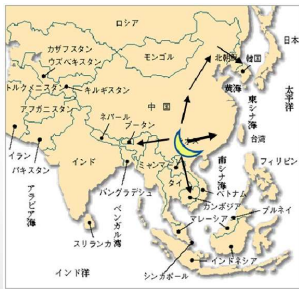 ロシア
日本
カザフスタン
ウズベキスタン
モンゴル
北朝鮮
韓国
トルクメニスタン
キルギスタン
黄海
太平洋
東シナ海
アフガニスタン
中国
ネパール
ブータン
台湾
イラン
インド
ミャンマー
南シナ海
フィリピン
パキスタン
タイ
バングラデシュ
ベトナム
アラビア海
ベンガル湾
カンボジア
ブルネイ
マレーシア
スリランカ
インド洋
インドネシア
シンガポール